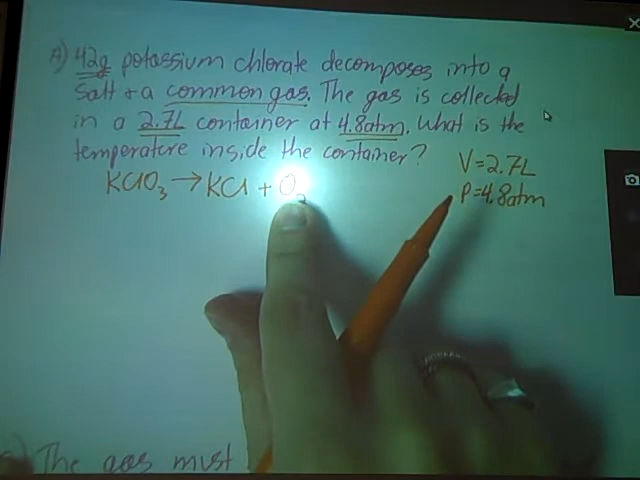 A) 42g potassium chlorate decomposes into a
salt + a common gas. The gas is collected
in a 2.7L container at 4.8atm. What is the
temperature inside the container?
V=2.7L
KClO3 → KCl + O2
P=4.8atm
The gas must